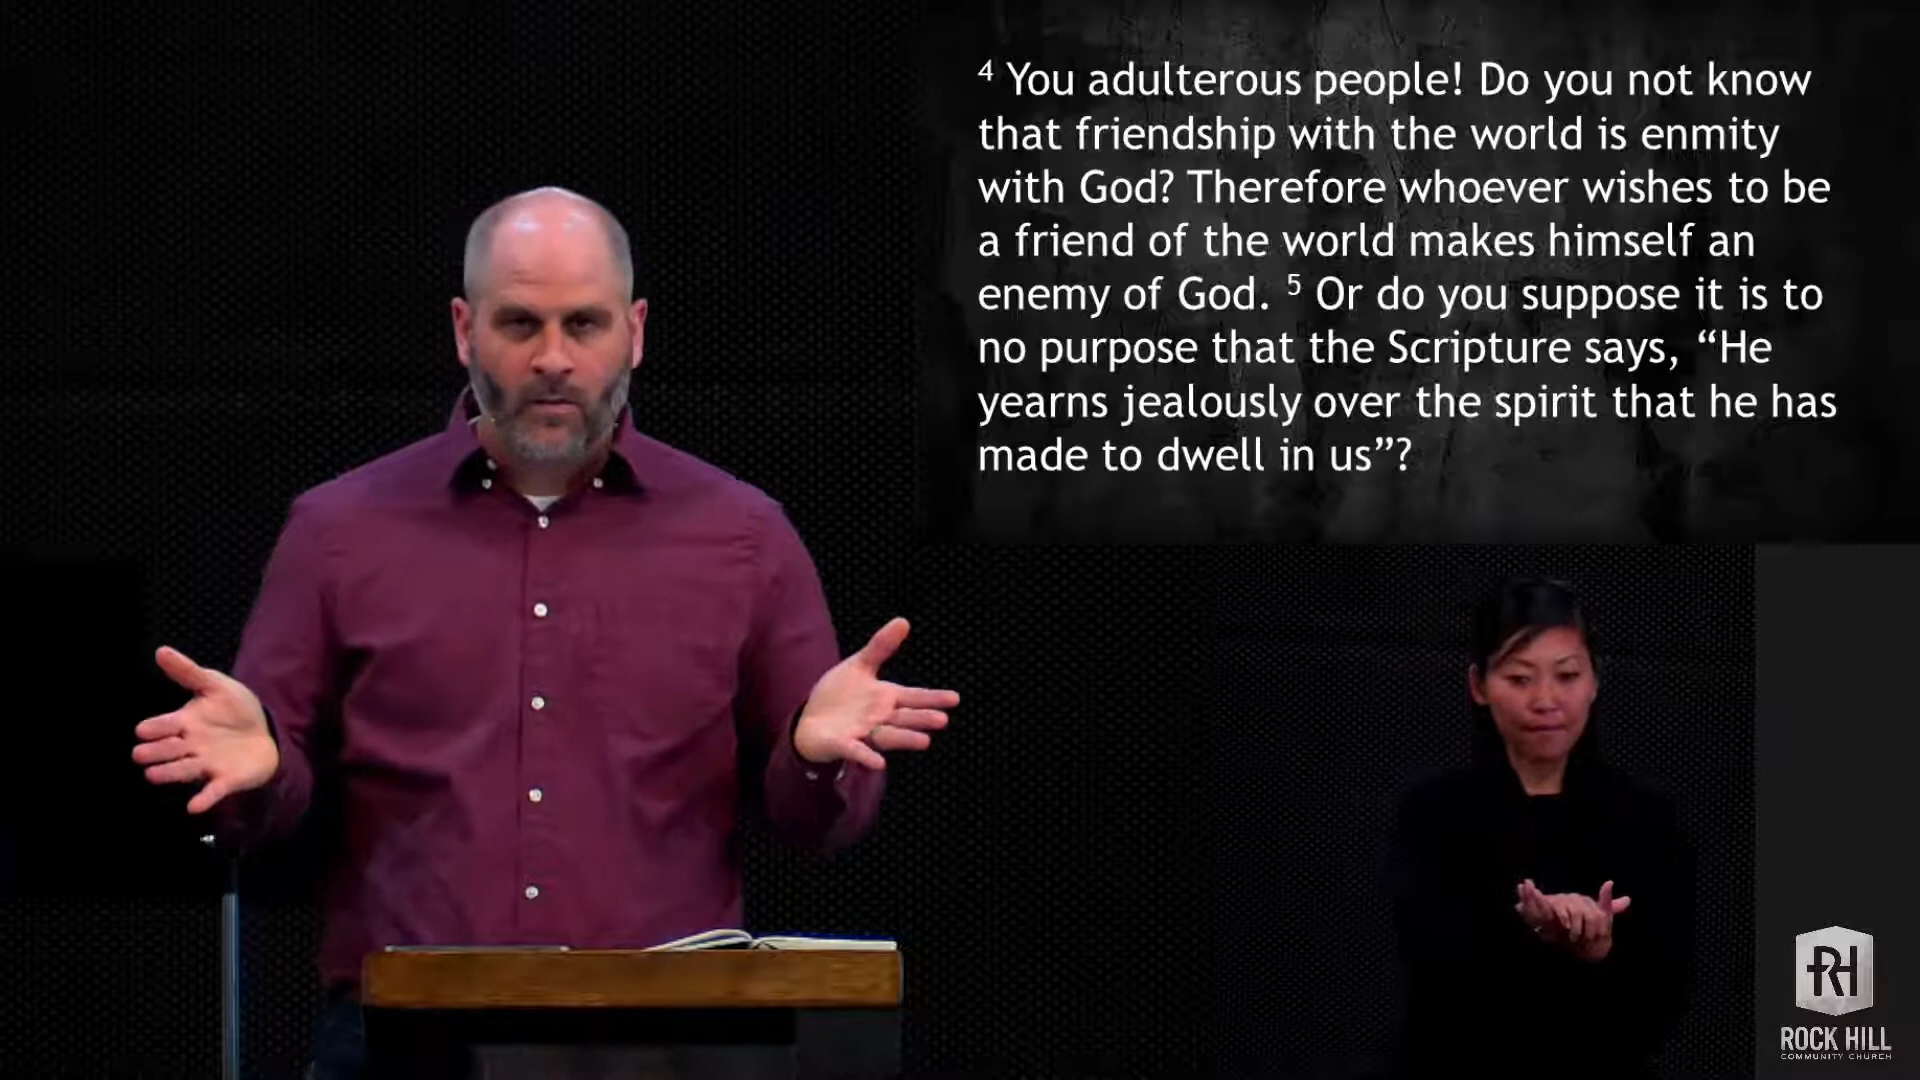 ⁴ You adulterous people! Do you not know
that friendship with the world is enmity
with God? Therefore whoever wishes to be
a friend of the world makes himself an
enemy of God. ⁵ Or do you suppose it is to
no purpose that the Scripture says, “He
yearns jealously over the spirit that he has
made to dwell in us”?
RH
ROCK HILL
COMMUNITY CHURCH